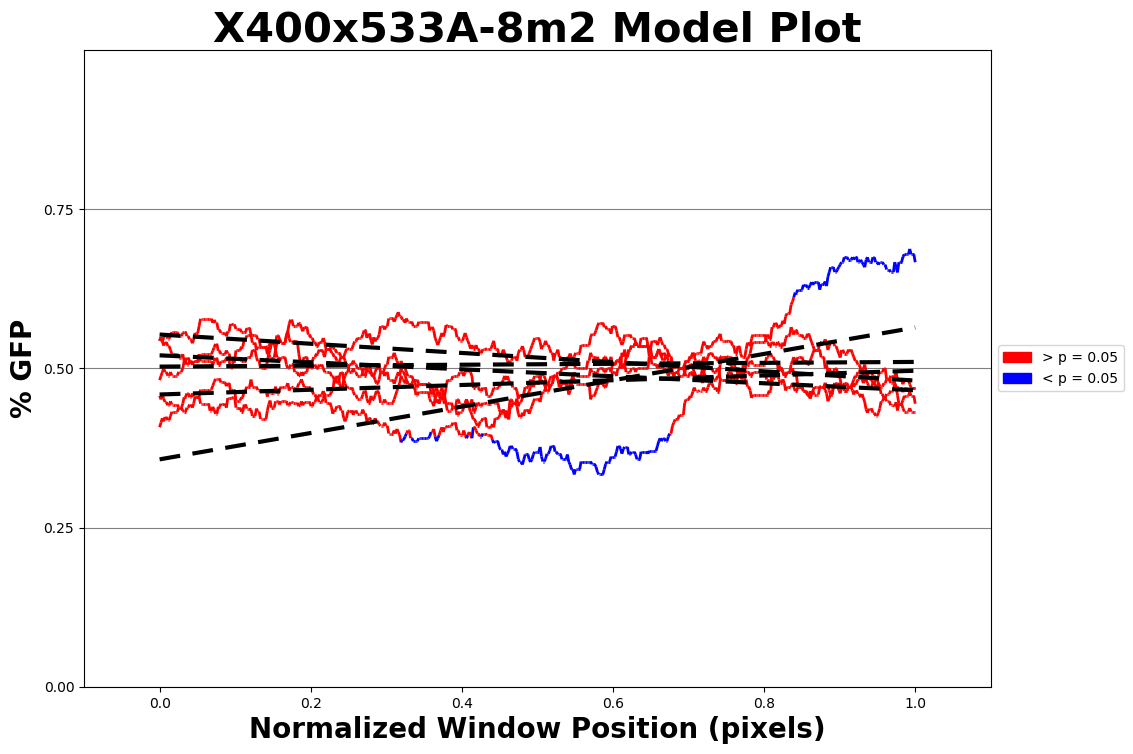 X400x533A-8m2 Model Plot
% GFP
0.75
0.50
0.25
0.00
0.0 0.2 0.4 0.6 0.8 1.0
Normalized Window Position (pixels)
> p = 0.05
< p = 0.05